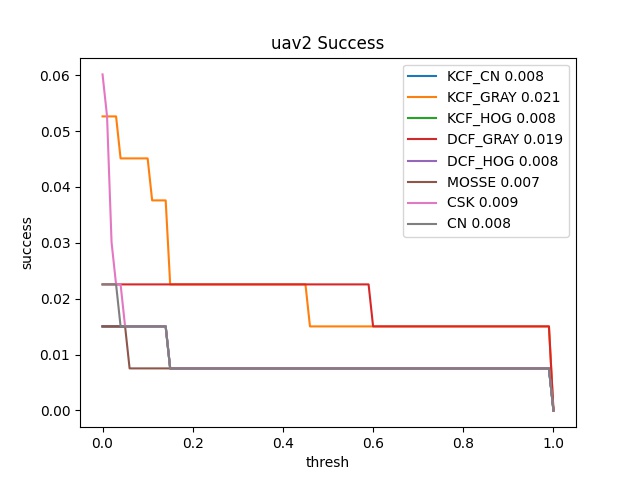 uav2 Success
KCF_CN 0.008
KCF_GRAY 0.021
KCF_HOG 0.008
DCF_GRAY 0.019
DCF_HOG 0.008
MOSSE 0.007
CSK 0.009
CN 0.008
success
0.06
0.05
0.04
0.03
0.02
0.01
0.00
0.0 0.2 0.4 0.6 0.8 1.0
thresh